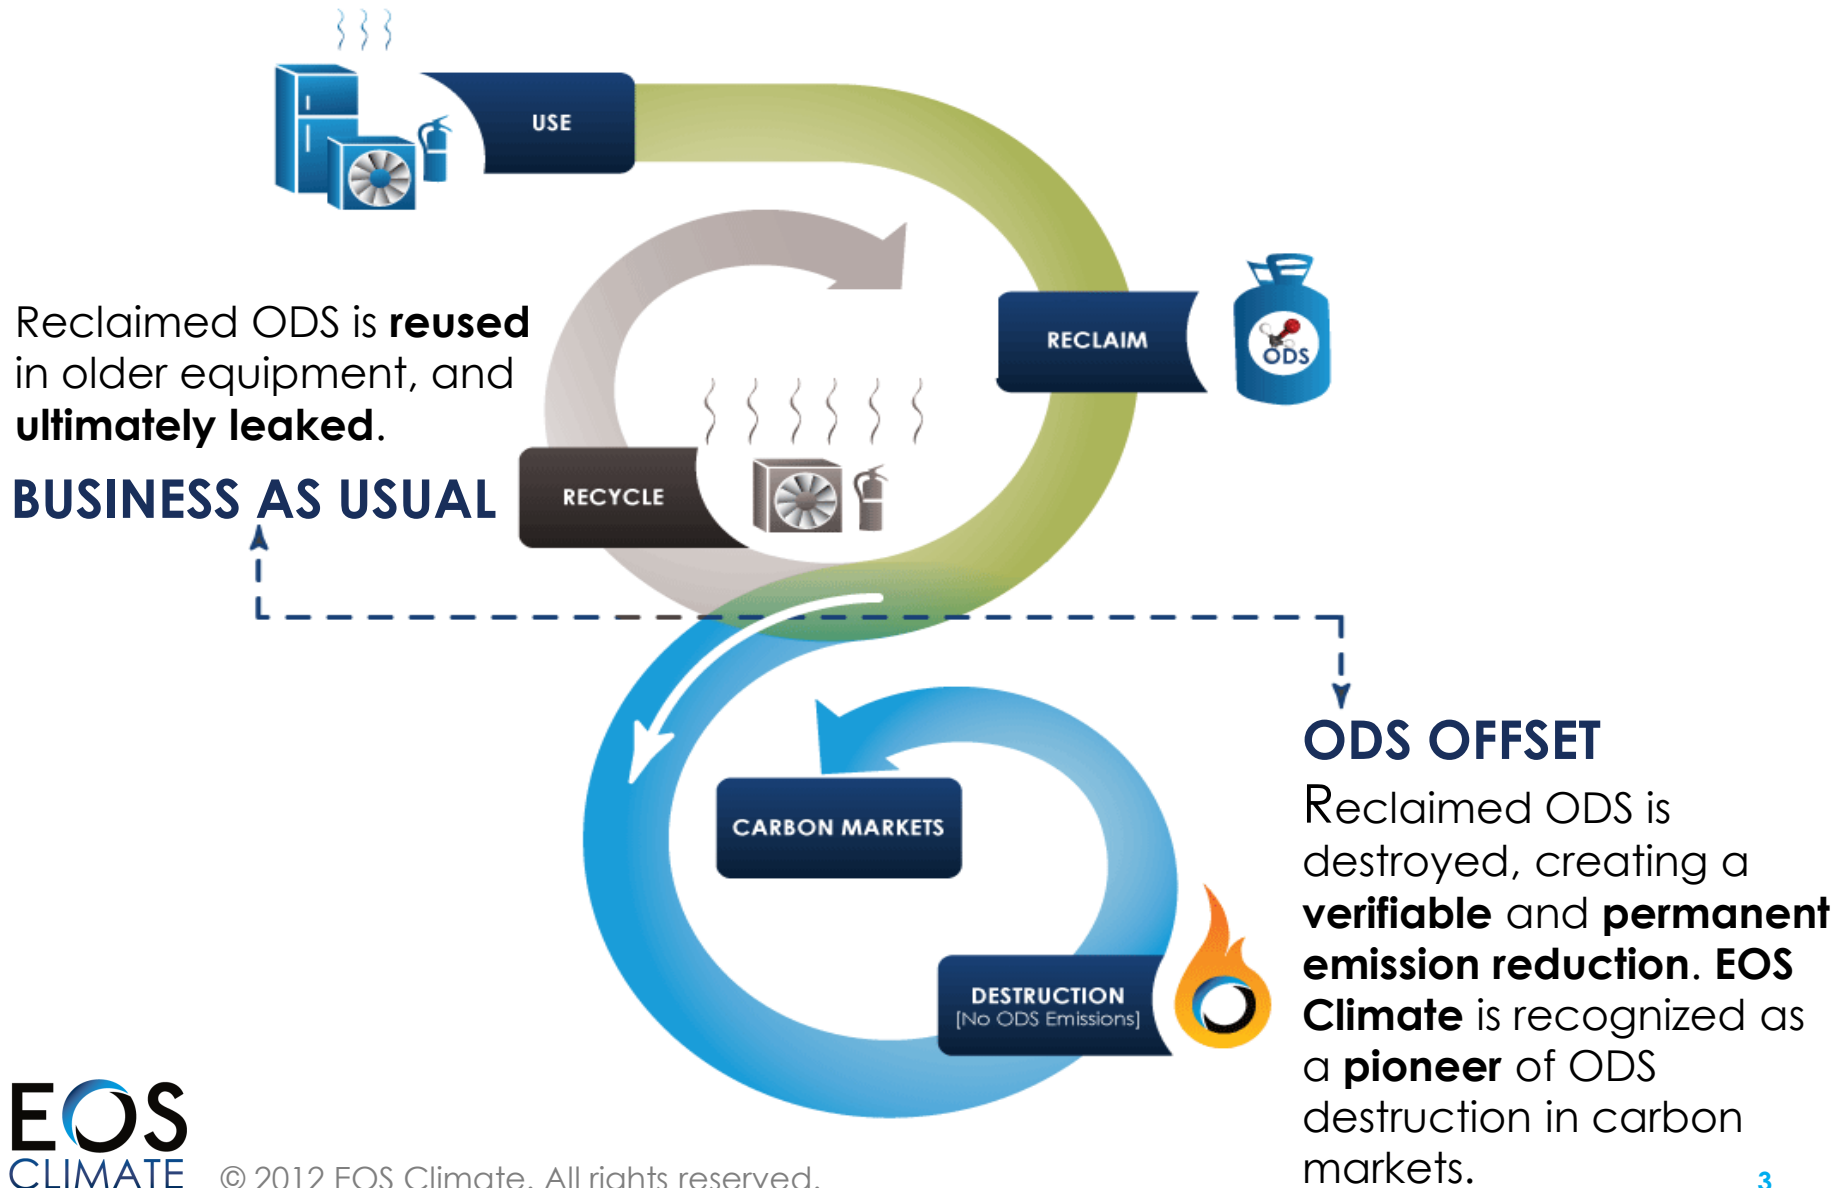 USE
Reclaimed ODS is reused
in older equipment, and
ultimately leaked.
BUSINESS AS USUAL
RECLAIM
ODS
RECYCLE
CARBON MARKETS
DESTRUCTION
[No ODS Emissions]
ODS OFFSET
Reclaimed ODS is
destroyed, creating a
verifiable and permanent
emission reduction. EOS
Climate is recognized as
a pioneer of ODS
destruction in carbon
markets.
EOS
CLIMATE
© 2012 EOS Climate. All rights reserved.
3